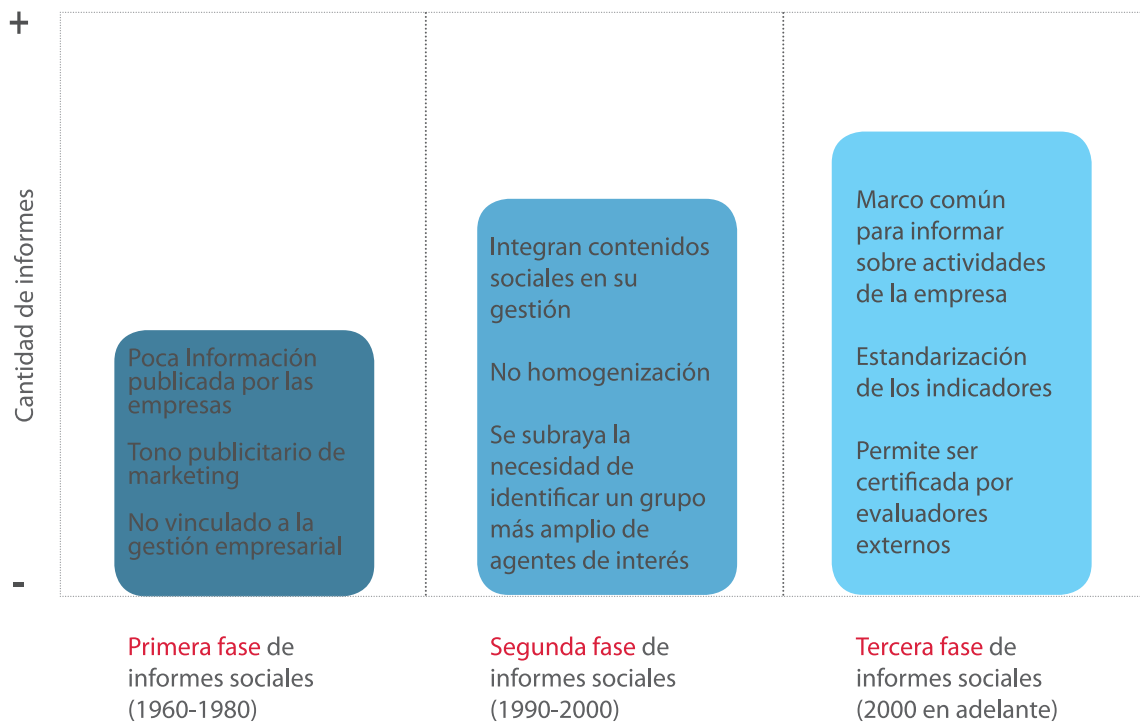 +
Cantidad de informes
-
Poca Información
publicada por las
empresas
Tono publicitario de
marketing
No vinculado a la
gestión empresarial
Integran contenidos
sociales en su
gestión
No homogenización
Se subraya la
necesidad de
identificar un grupo
más amplio de
agentes de interés
Marco común
para informar
sobre actividades
de la empresa
Estandarización
de los indicadores
Permite ser
certificada por
evaluadores
externos
Primera fase de
informes sociales
(1960-1980)
Segunda fase de
informes sociales
(1990-2000)
Tercera fase de
informes sociales
(2000 en adelante)